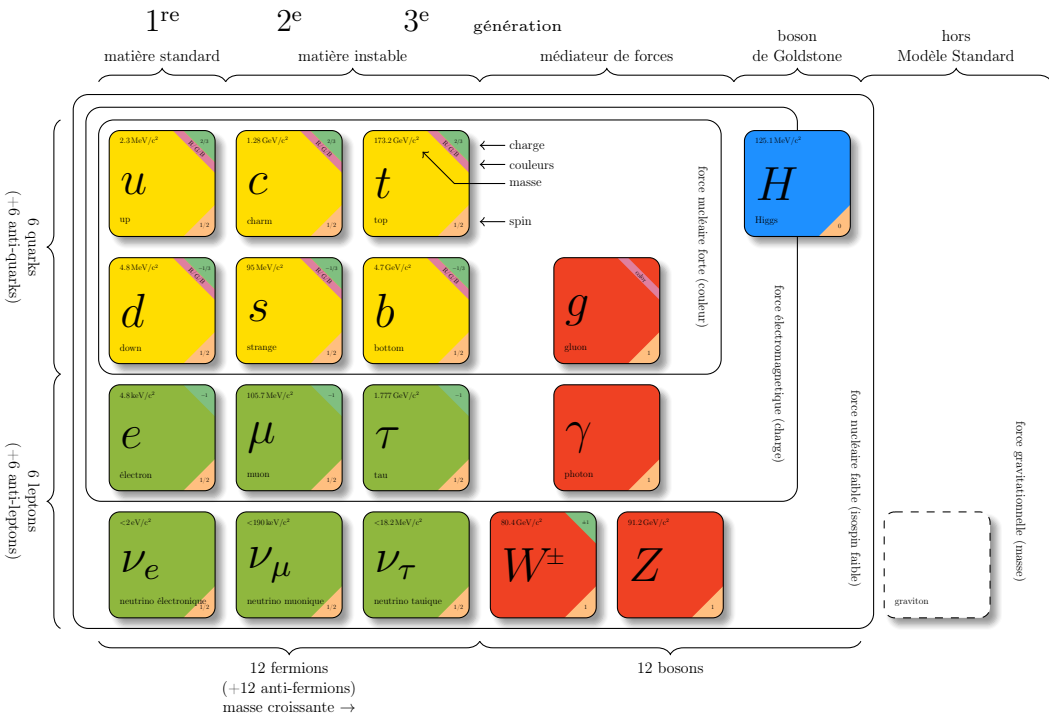 1re
2e
3e
génération
matière standard
matière instable
médiateur de forces
boson
de Goldstone
hors
Modèle Standard
6 quarks
(+6 anti-quarks)
6 leptons
(+6 anti-leptons)
2.3 MeV/c²
2/3
R/G/B
u
up
1/2
1.28 GeV/c²
2/3
R/G/B
c
charm
1/2
173.2 GeV/c²
2/3
R/G/B
t
top
1/2
charge
couleurs
masse
spin
125.1 MeV/c²
H
Higgs
0
4.8 MeV/c²
−1/3
R/G/B
d
down
1/2
95 MeV/c²
−1/3
R/G/B
s
strange
1/2
4.7 GeV/c²
−1/3
R/G/B
b
bottom
1/2
g
gluon
1
force nucléaire forte (couleur)
4.8 keV/c²
−1
e
électron
1/2
105.7 MeV/c²
−1
μ
muon
1/2
1.777 GeV/c²
−1
τ
tau
1/2
γ
photon
1
force électromagnetique (charge)
<2 eV/c²
νe
neutrino électronique
1/2
<190 keV/c²
νμ
neutrino muonique
1/2
<18.2 MeV/c²
ντ
neutrino tauique
1/2
80.4 GeV/c²
±1
W±
1
91.2 GeV/c²
Z
1
force nucléaire faible (isospin faible)
graviton
force gravitationnelle (masse)
12 fermions
(+12 anti-fermions)
masse croissante →
12 bosons